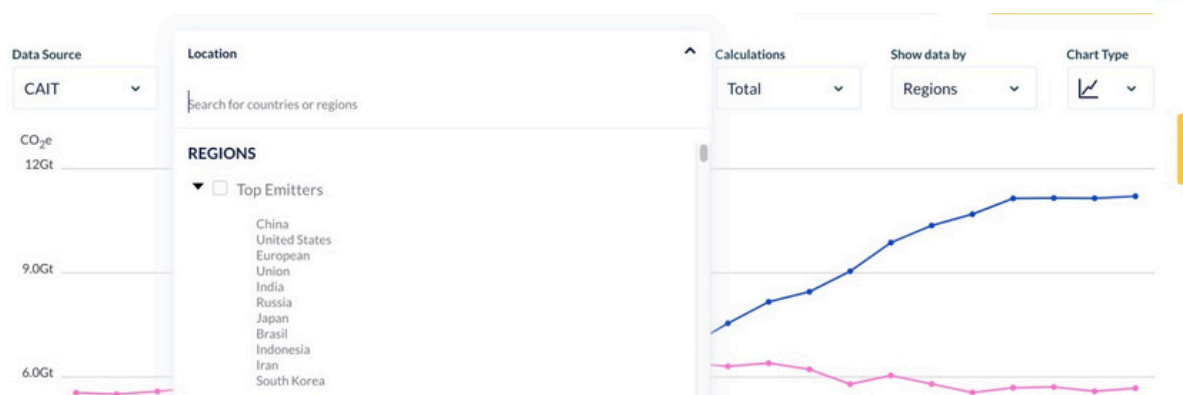 Data Source
CAIT
Location
Search for countries or regions
Calculations
Total
Show data by
Regions
Chart Type
CO2e
12Gt
9.0Gt
6.0Gt
REGIONS
Top Emitters
China
United States
European
Union
India
Russia
Japan
Brasil
Indonesia
Iran
South Korea